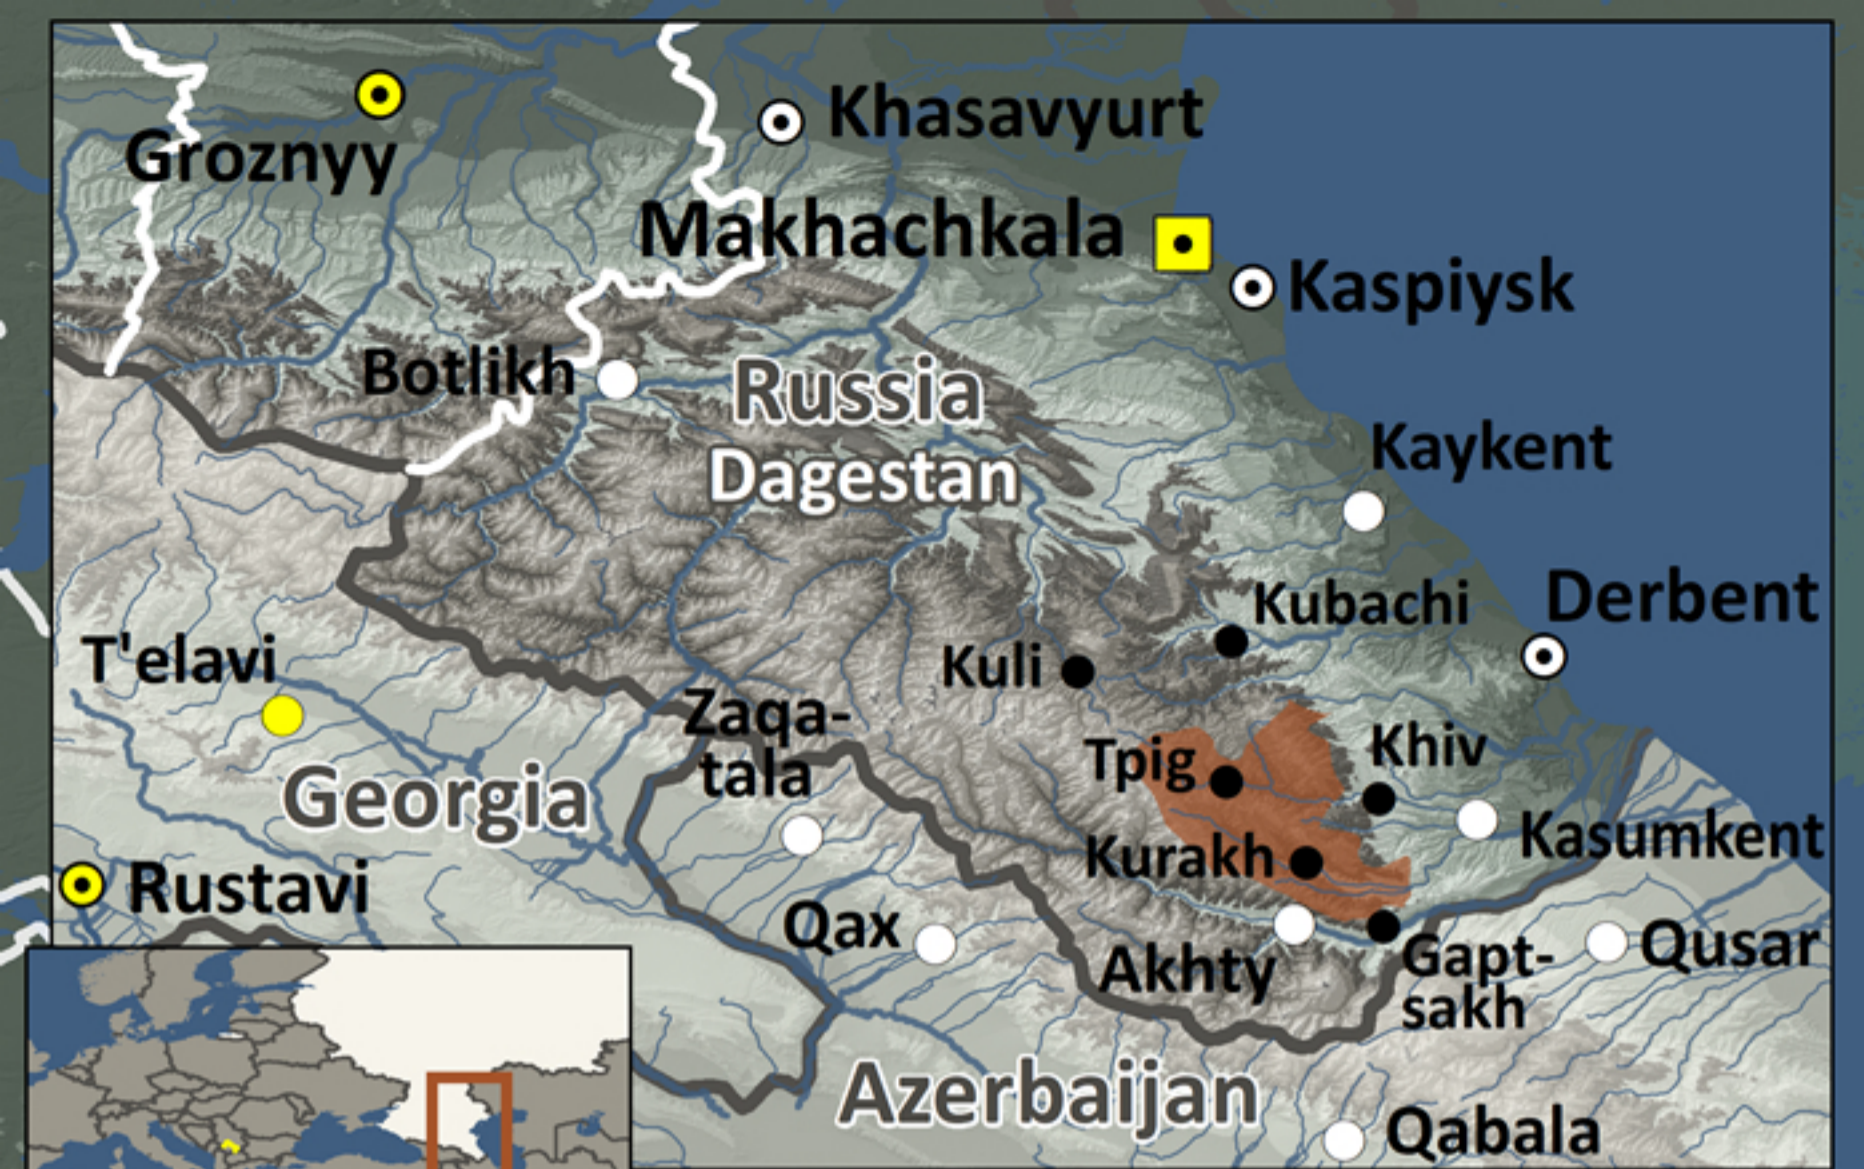 Khasavyurt
Groznyy
Makhachkala
Kaspiysk
Botlikh
Russia
Dagestan
Kaykent
Kubachi
Derbent
T'elavi
Kuli
Zaqa-
tala
Tpig
Khiv
Georgia
Kasumkent
Kurakh
Rustavi
Qax
Akhty
Gapt-
sakh
Qusar
Azerbaijan
Qabala